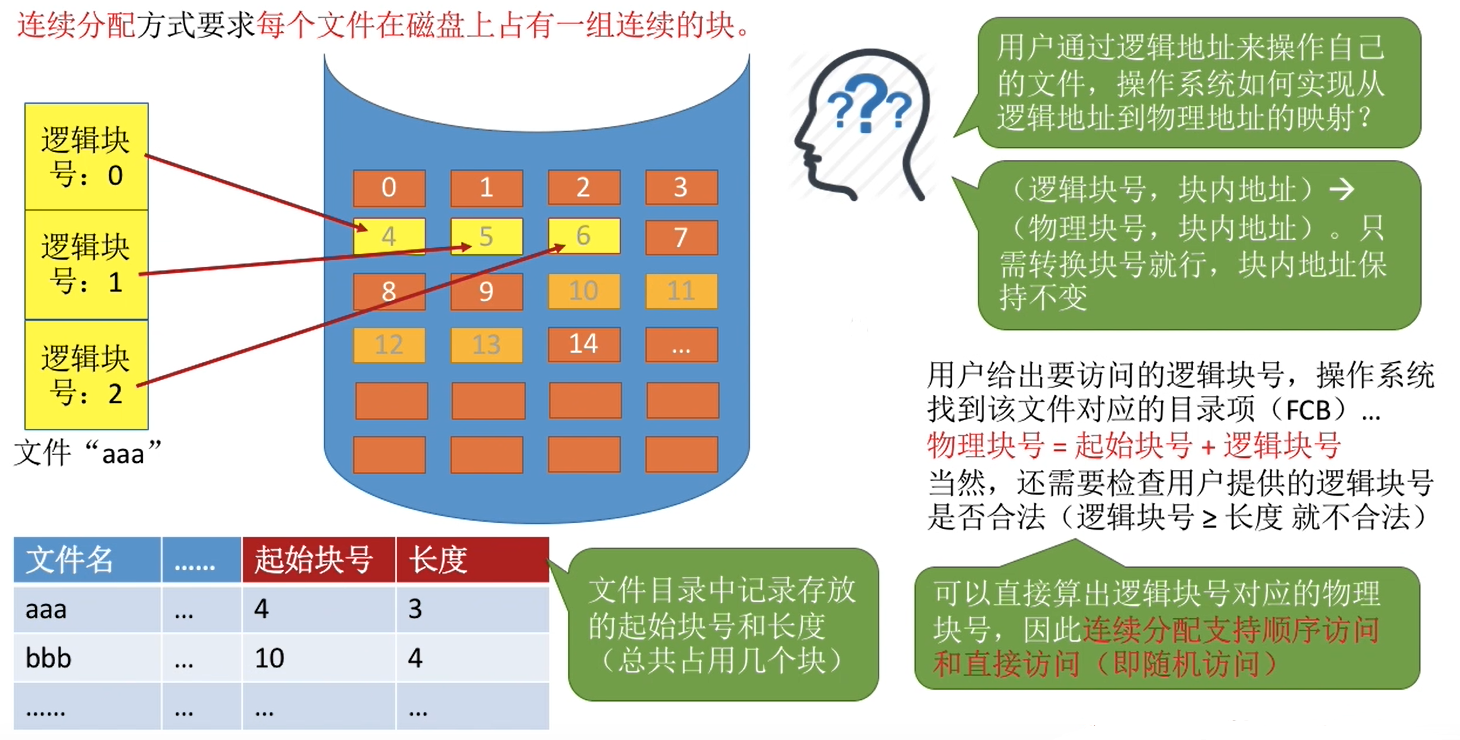 连续分配方式要求每个文件在磁盘上占有一组连续的块。
逻辑块
号：0
逻辑块
号：1
逻辑块
号：2
文件“aaa”
0 1 2 3
4 5 6 7
8 9 10 11
12 13 14 ...
用户通过逻辑地址来操作自己
的文件，操作系统如何实现从
逻辑地址到物理地址的映射？
（逻辑块号，块内地址）→
（物理块号，块内地址）。只
需转换块号就行，块内地址保
持不变
用户给出要访问的逻辑块号，操作系统
找到该文件对应的目录项（FCB）...
物理块号 = 起始块号 + 逻辑块号
当然，还需要检查用户提供的逻辑块号
是否合法（逻辑块号 ≥ 长度 就不合法）
可以直接算出逻辑块号对应的物理
块号，因此连续分配支持顺序访问
和直接访问（即随机访问）
文件名 …… 起始块号 长度
aaa ... 4 3
bbb ... 10 4
…… ... ... ...
文件目录中记录存放
的起始块号和长度
（总共占用几个块）
???